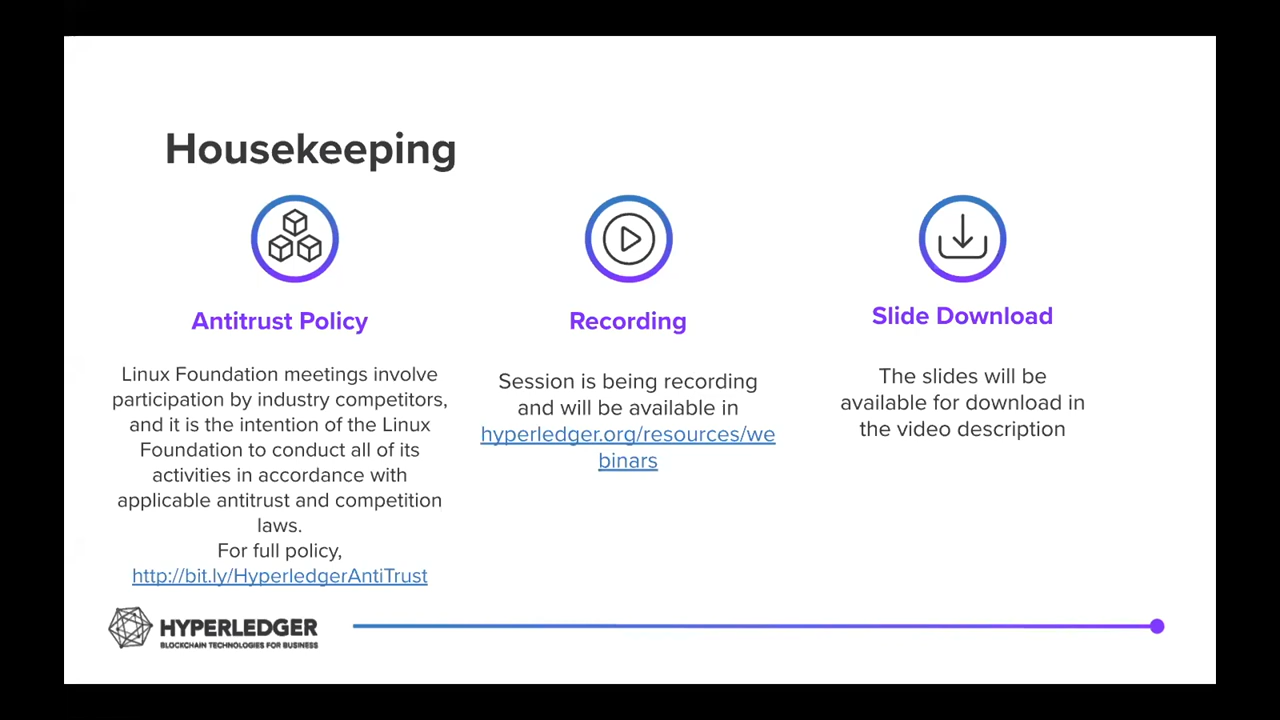 Housekeeping
Antitrust Policy
Linux Foundation meetings involve
participation by industry competitors,
and it is the intention of the Linux
Foundation to conduct all of its
activities in accordance with
applicable antitrust and competition
laws.
For full policy,
http://bit.ly/HyperledgerAntiTrust
Recording
Session is being recording
and will be available in
hyperledger.org/resources/we
binars
Slide Download
The slides will be
available for download in
the video description
HYPERLEDGER
BLOCKCHAIN TECHNOLOGIES FOR BUSINESS